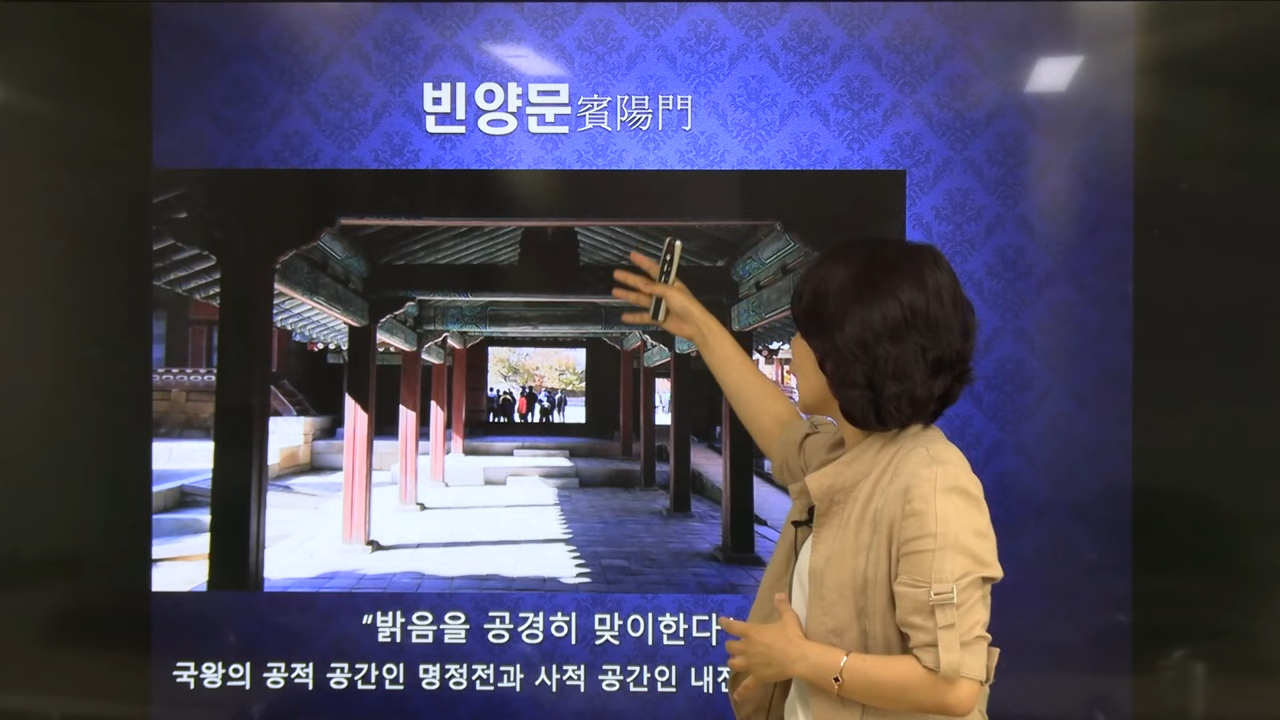 빈양문賓陽門
“밝음을 공경히 맞이한다
국왕의 공적 공간인 명정전과 사적 공간인